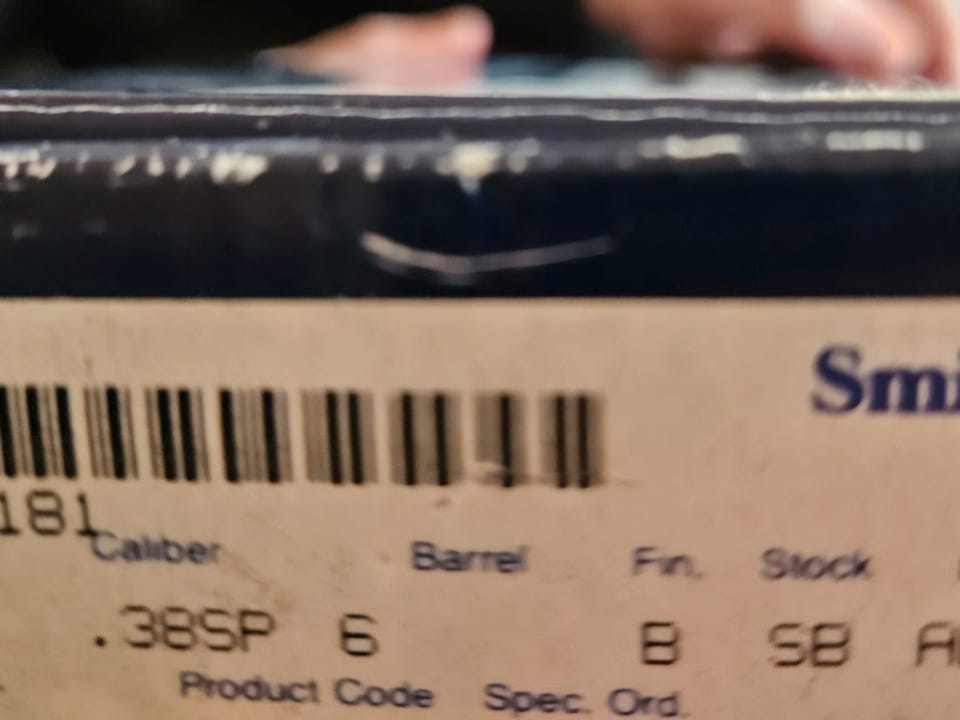 Smi
181
Caliber Barrel Fin. Stock
.38SP 6 B SB
Product Code Spec. Ord.